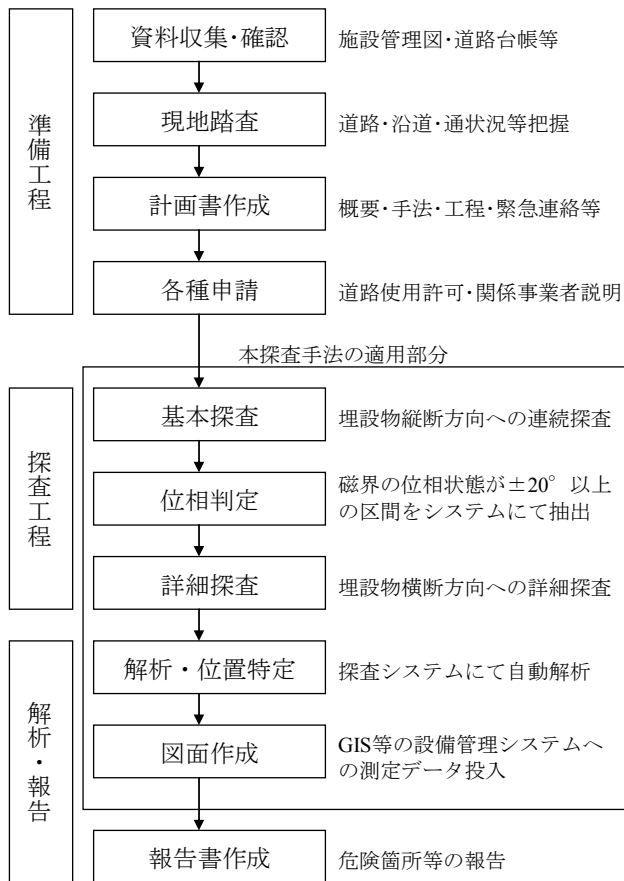 準備工程
資料収集・確認
施設管理図・道路台帳等
現地踏査
道路・沿道・通状況等把握
計画書作成
概要・手法・工程・緊急連絡等
各種申請
道路使用許可・関係事業者説明
本探査手法の適用部分
探査工程
基本探査
埋設物縦断方向への連続探査
位相判定
磁界の位相状態が±20°以上
の区間をシステムにて抽出
詳細探査
埋設物横断方向への詳細探査
解析・報告
解析・位置特定
探査システムにて自動解析
図面作成
GIS等の設備管理システムへ
の測定データ投入
報告書作成
危険箇所等の報告